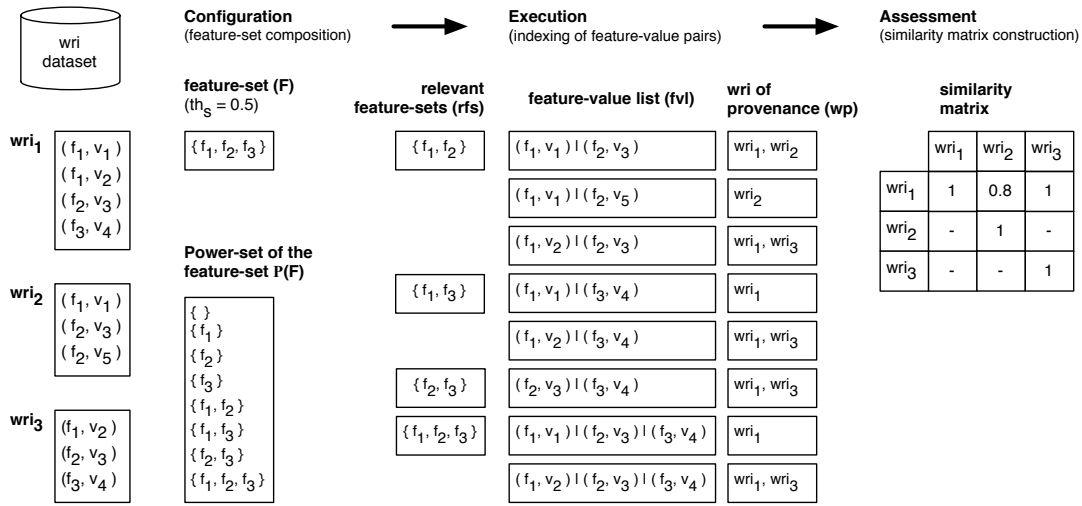 wri
dataset
Configuration
(feature-set composition)
Execution
(indexing of feature-value pairs)
Assessment
(similarity matrix construction)
feature-set (F)
(th_S = 0.5)
relevant
feature-sets (rfs)
feature-value list (fvl)
wri of
provenance (wp)
similarity
matrix
wri1
( f1, v1 )
( f1, v2 )
( f2, v3 )
( f3, v4 )
wri2
( f1, v1 )
( f2, v3 )
( f2, v5 )
wri3
(f1, v2 )
(f2, v3 )
(f3, v4 )
{ f1, f2, f3 }
Power-set of the
feature-set P(F)
{ }
{ f1 }
{ f2 }
{ f3 }
{ f1, f2 }
{ f1, f3 }
{ f2, f3 }
{ f1, f2, f3 }
{ f1, f2 } ( f1, v1 ) | ( f2, v3 ) wri1, wri2
( f1, v1 ) | ( f2, v5 ) wri2
( f1, v2 ) | ( f2, v3 ) wri1, wri3
{ f1, f3 } ( f1, v1 ) | ( f3, v4 ) wri1
( f1, v2 ) | ( f3, v4 ) wri1, wri3
{ f2, f3 } ( f2, v3 ) | ( f3, v4 ) wri1, wri3
{ f1, f2, f3 } ( f1, v1 ) | ( f2, v3 ) | ( f3, v4 ) wri1
( f1, v2 ) | ( f2, v3 ) | ( f3, v4 ) wri1, wri3
wri1 wri2 wri3
wri1 1 0.8 1
wri2 - 1 -
wri3 - - 1